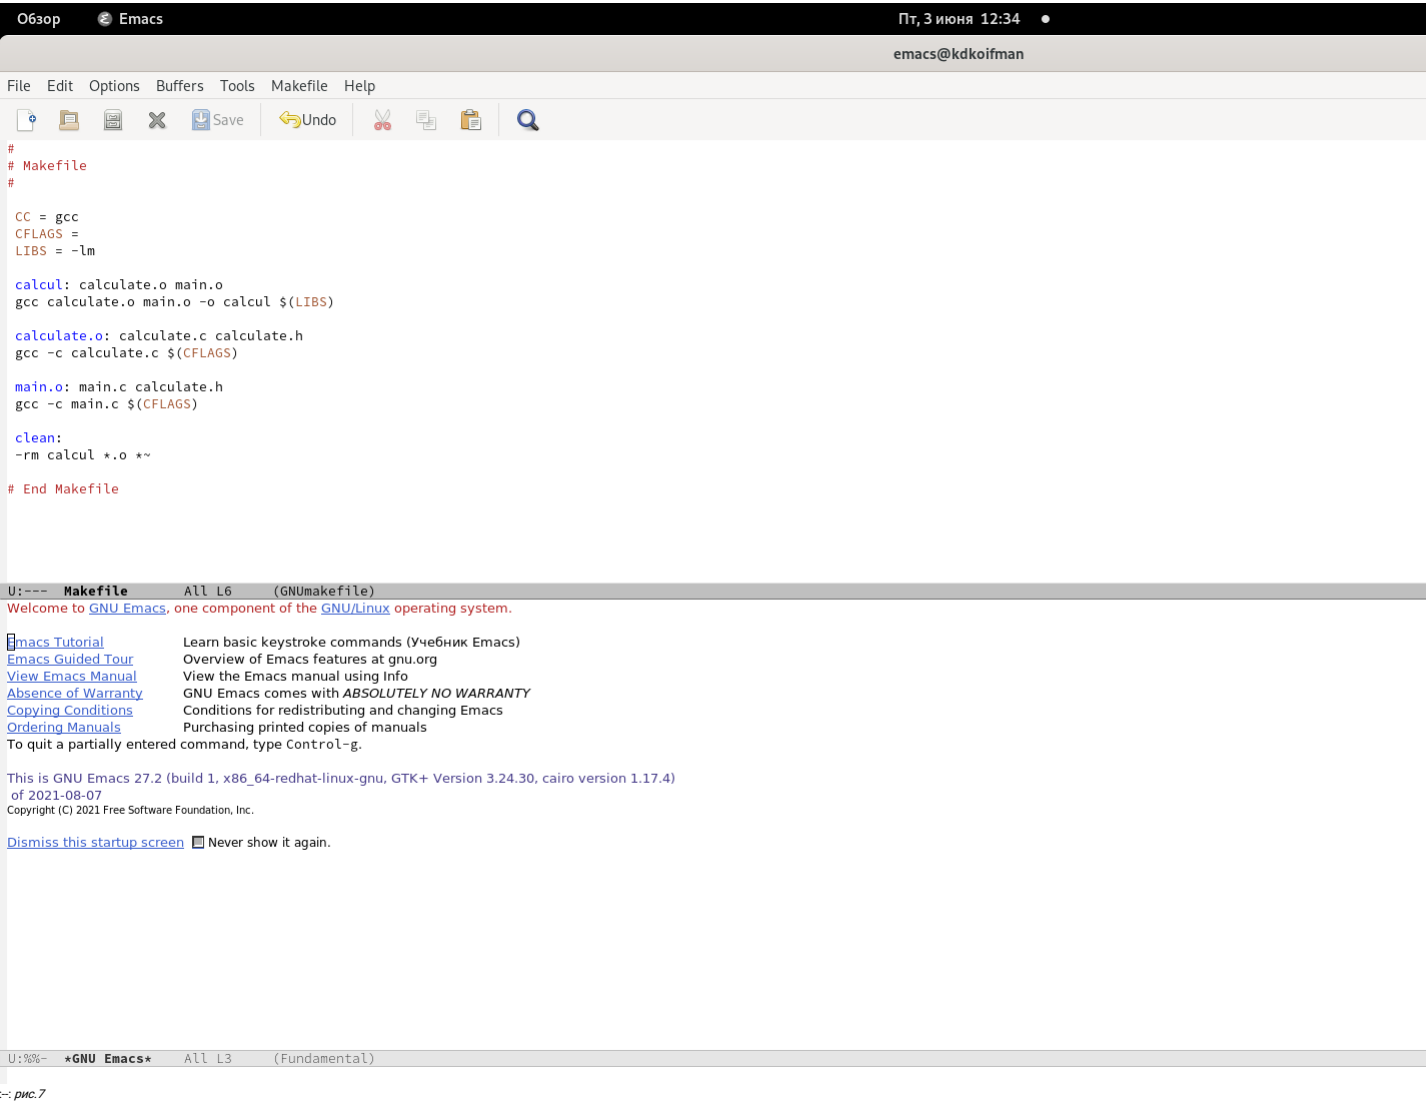 Обзор Emacs Пт, 3 июня 12:34
emacs@kdkoifman
File Edit Options Buffers Tools Makefile Help
Save Undo
#
# Makefile
#
CC = gcc
CFLAGS =
LIBS = -lm
calcul: calculate.o main.o
gcc calculate.o main.o -o calcul $(LIBS)
calculate.o: calculate.c calculate.h
gcc -c calculate.c $(CFLAGS)
main.o: main.c calculate.h
gcc -c main.c $(CFLAGS)
clean:
-rm calcul *.o *~
# End Makefile
U:--- Makefile All L6 (GNUmakefile)
Welcome to GNU Emacs, one component of the GNU/Linux operating system.
Emacs Tutorial Learn basic keystroke commands (Учебник Emacs)
Emacs Guided Tour Overview of Emacs features at gnu.org
View Emacs Manual View the Emacs manual using Info
Absence of Warranty GNU Emacs comes with ABSOLUTELY NO WARRANTY
Copying Conditions Conditions for redistributing and changing Emacs
Ordering Manuals Purchasing printed copies of manuals
To quit a partially entered command, type Control-g.
This is GNU Emacs 27.2 (build 1, x86_64-redhat-linux-gnu, GTK+ Version 3.24.30, cairo version 1.17.4)
of 2021-08-07
Copyright (C) 2021 Free Software Foundation, Inc.
Dismiss this startup screen Never show it again.
U:%%- *GNU Emacs* All L3 (Fundamental)
--: рис.7